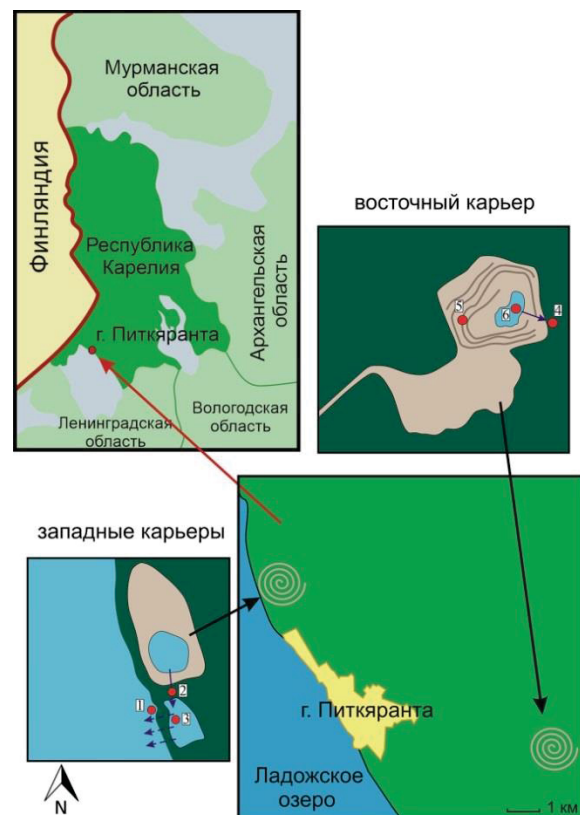 Мурманская
область
Финляндия
Республика
Карелия
Архангельская
область
г. Питкяранта
Ленинградская
область
Вологодская
область
восточный карьер
5
6
4
западные карьеры
1
2
3
N
г. Питкяранта
Ладожское
озеро
1 км